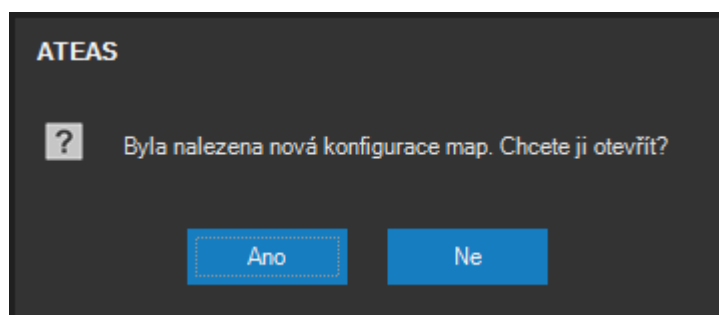 ATEAS
?
Byla nalezena nová konfigurace map. Chcete ji otevřít?
Ano
Ne